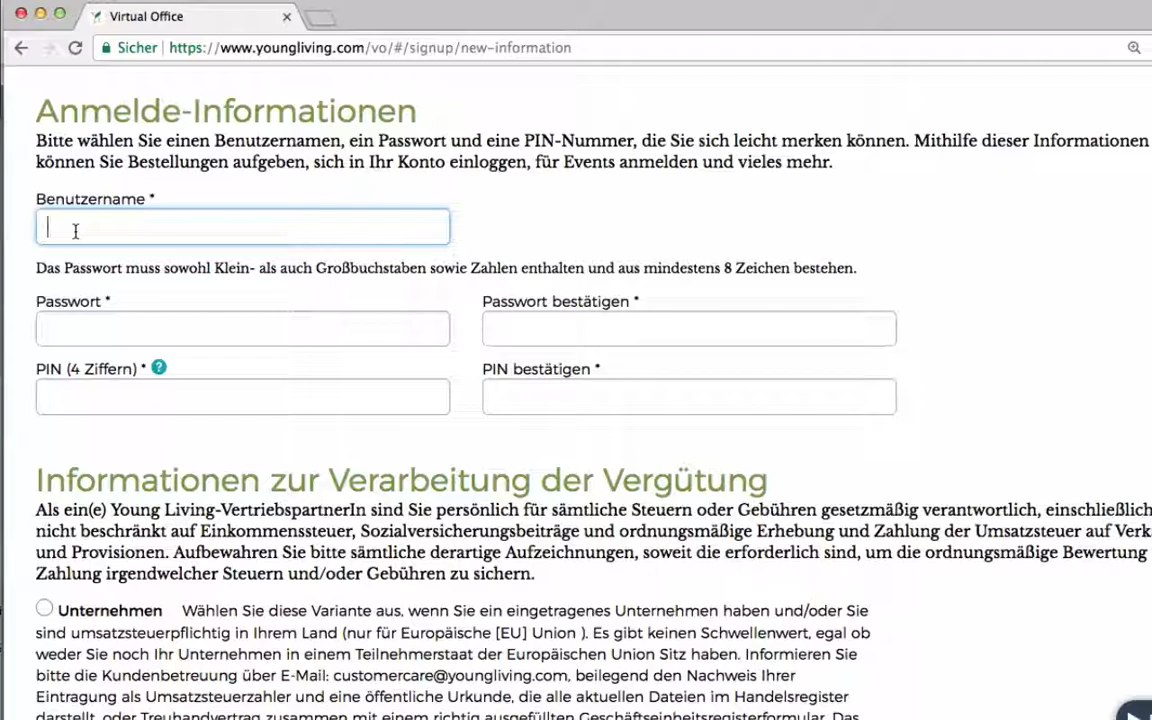 Virtual Office
Sicher https://www.youngliving.com/vo/#/signup/new-information
Anmelde-Informationen
Bitte wählen Sie einen Benutzernamen, ein Passwort und eine PIN-Nummer, die Sie sich leicht merken können. Mithilfe dieser Informationen
können Sie Bestellungen aufgeben, sich in Ihr Konto einloggen, für Events anmelden und vieles mehr.
Benutzername *
Das Passwort muss sowohl Klein- als auch Großbuchstaben sowie Zahlen enthalten und aus mindestens 8 Zeichen bestehen.
Passwort * Passwort bestätigen *
PIN (4 Ziffern) * ? PIN bestätigen *
Informationen zur Verarbeitung der Vergütung
Als ein(e) Young Living-VertriebspartnerIn sind Sie persönlich für sämtliche Steuern oder Gebühren gesetzmäßig verantwortlich, einschließlich
nicht beschränkt auf Einkommenssteuer, Sozialversicherungsbeiträge und ordnungsmäßige Erhebung und Zahlung der Umsatzsteuer auf Verk
und Provisionen. Aufbewahren Sie bitte sämtliche derartige Aufzeichnungen, soweit die erforderlich sind, um die ordnungsmäßige Bewertung
Zahlung irgendwelcher Steuern und/oder Gebühren zu sichern.
Unternehmen Wählen Sie diese Variante aus, wenn Sie ein eingetragenes Unternehmen haben und/oder Sie
sind umsatzsteuerpflichtig in Ihrem Land (nur für Europäische [EU] Union ). Es gibt keinen Schwellenwert, egal ob
weder Sie noch Ihr Unternehmen in einem Teilnehmerstaat der Europäischen Union Sitz haben. Informieren Sie
bitte die Kundenbetreuung über E-Mail: customercare@youngliving.com, beilegend den Nachweis Ihrer
Eintragung als Umsatzsteuerzahler und eine öffentliche Urkunde, die alle aktuellen Dateien im Handelsregister
darstellt, oder Treuhandvertrag zusammen mit einem richtig ausgefüllten Geschäftseinheitsregisterformular. Das